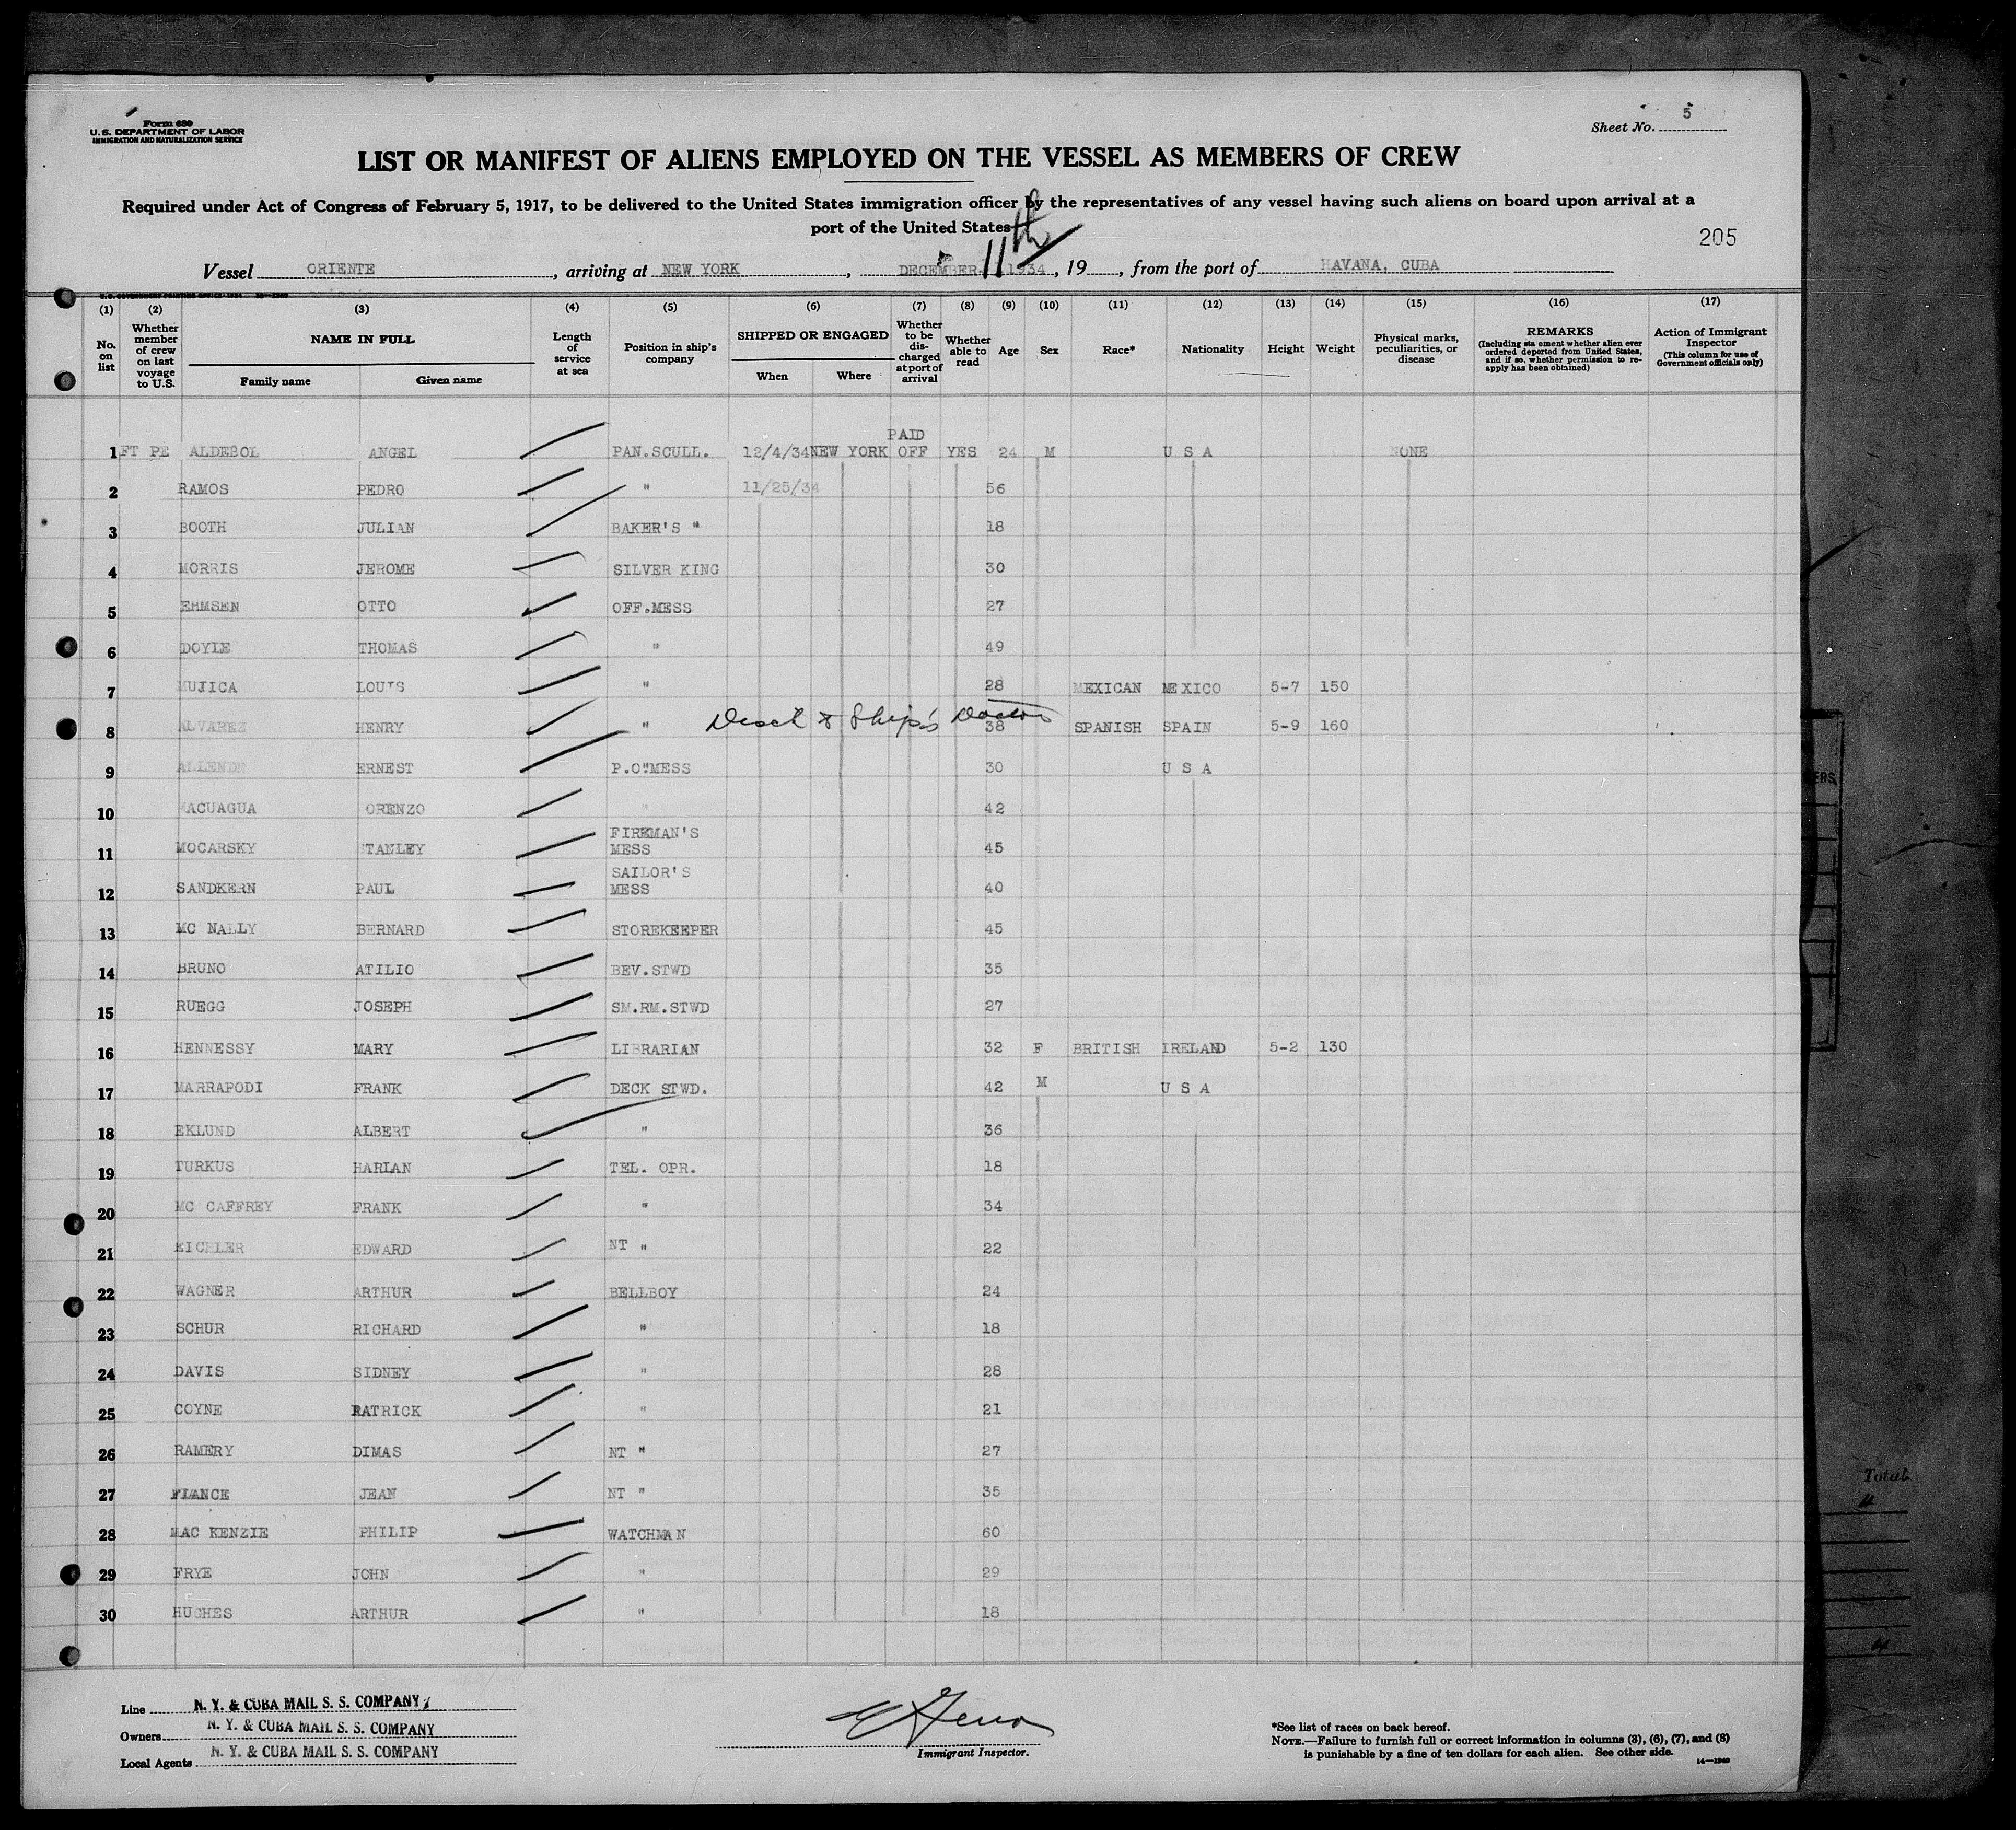 Form 680
U.S. DEPARTMENT OF LABOR
IMMIGRATION AND NATURALIZATION SERVICE
Sheet No. 5
LIST OR MANIFEST OF ALIENS EMPLOYED ON THE VESSEL AS MEMBERS OF CREW
Required under Act of Congress of February 5, 1917, to be delivered to the United States immigration officer by the representatives of any vessel having such aliens on board upon arrival at a
port of the United States
205
Vessel ORIENTE, arriving at NEW YORK, DECEMBER 11th 1934, 19, from the port of HAVANA, CUBA
(1) (2) (3) (4) (5) (6) (7) (8) (9) (10) (11) (12) (13) (14) (15) (16) (17)
No. on list
Whether member of crew on last voyage to U.S.
NAME IN FULL
Family name Given name
Length of service at sea
Position in ship's company
SHIPPED OR ENGAGED
When Where
Whether to be discharged at port of arrival
Whether able to read
Age
Sex
Race*
Nationality
Height
Weight
Physical marks, peculiarities, or disease
REMARKS
(Including sta ement whether alien ever ordered deported from United States, and if so, whether permission to reapply has been obtained)
Action of Immigrant Inspector
(This column for use of Government officials only)
1 FT PE ALDEBOL ANGEL PAN.SCULL. 12/4/34 NEW YORK PAID OFF YES 24 M U S A NONE
2 RAMOS PEDRO " 11/25/34 56
3 BOOTH JULIAN BAKER'S " 18
4 MORRIS JEROME SILVER KING 30
5 EHMSEN OTTO OFF.MESS 27
6 DOYLE THOMAS " 49
7 MUJICA LOUIS " 28 MEXICAN MEXICO 5-7 150
8 ALVAREZ HENRY " Disch & Ship's Doctor 38 SPANISH SPAIN 5-9 160
9 ALLENDE ERNEST P.O"MESS 30 U S A
10 MACUAGUA ORENZO " 42
11 MOCARSKY STANLEY FIREMAN'S MESS 45
12 SANDKERN PAUL SAILOR'S MESS 40
13 MC NALLY BERNARD STOREKEEPER 45
14 BRUNO ATILIO BEV.STWD 35
15 RUEGG JOSEPH SM.RM.STWD 27
16 HENNESSY MARY LIBRARIAN 32 F BRITISH IRELAND 5-2 130
17 MARRAPODI FRANK DECK STWD. 42 M U S A
18 EKLUND ALBERT " 36
19 TURKUS HARLAN TEL. OPR. 18
20 MC CAFFREY FRANK " 34
21 EICHLER EDWARD NT " 22
22 WAGNER ARTHUR BELLBOY 24
23 SCHUR RICHARD " 18
24 DAVIS SIDNEY " 28
25 COYNE PATRICK " 21
26 RAMERY DIMAS NT " 27
27 FIANCE JEAN NT " 35
28 MAC KENZIE PHILIP WATCHMAN 60
29 FRYE JOHN " 29
30 HUGHES ARTHUR " 18
Line N. Y. & CUBA MAIL S. S. COMPANY
Owners N. Y. & CUBA MAIL S. S. COMPANY
Local Agents N. Y. & CUBA MAIL S. S. COMPANY
Immigrant Inspector.
*See list of races on back hereof.
NOTE.—Failure to furnish full or correct information in columns (3), (6), (7), and (8)
is punishable by a fine of ten dollars for each alien. See other side.
Total